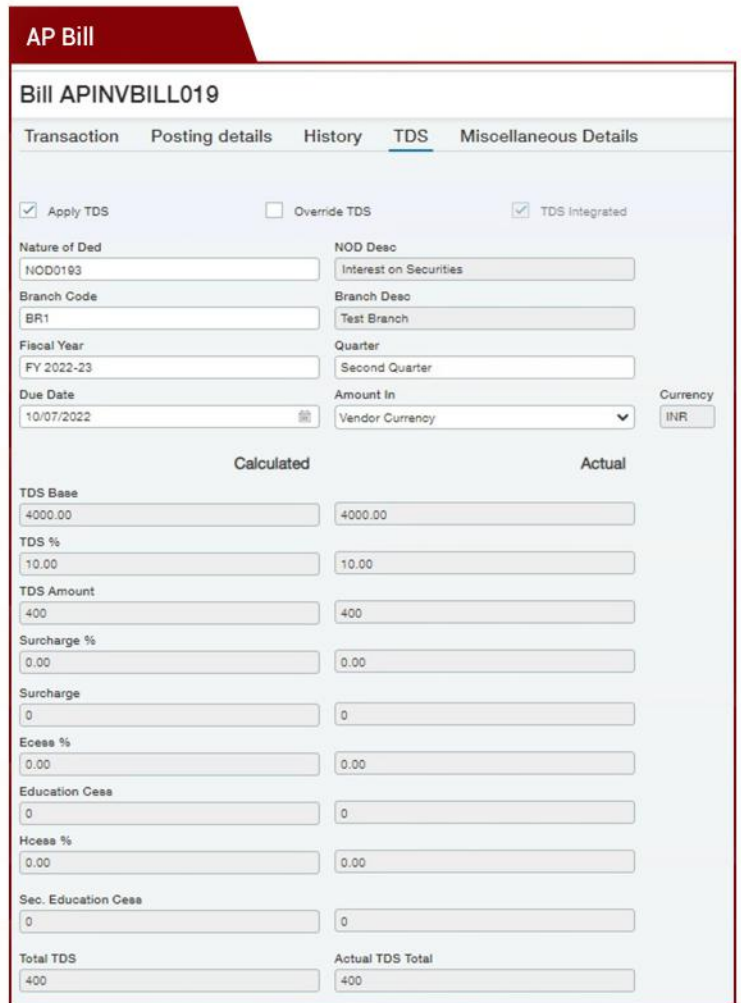 AP Bill
Bill APINVBILL019
Transaction Posting details History TDS Miscellaneous Details
Apply TDS Override TDS TDS Integrated
Nature of Ded NOD Desc
NOD0193 Interest on Securities
Branch Code Branch Desc
BR1 Test Branch
Fiscal Year Quarter
FY 2022-23 Second Quarter
Due Date Amount In Currency
10/07/2022 Vendor Currency INR
Calculated Actual
TDS Base
4000.00 4000.00
TDS %
10.00 10.00
TDS Amount
400 400
Surcharge %
0.00 0.00
Surcharge
0 0
Ecess %
0.00 0.00
Education Cess
0 0
Hcess %
0.00 0.00
Sec. Education Cess
0 0
Total TDS Actual TDS Total
400 400